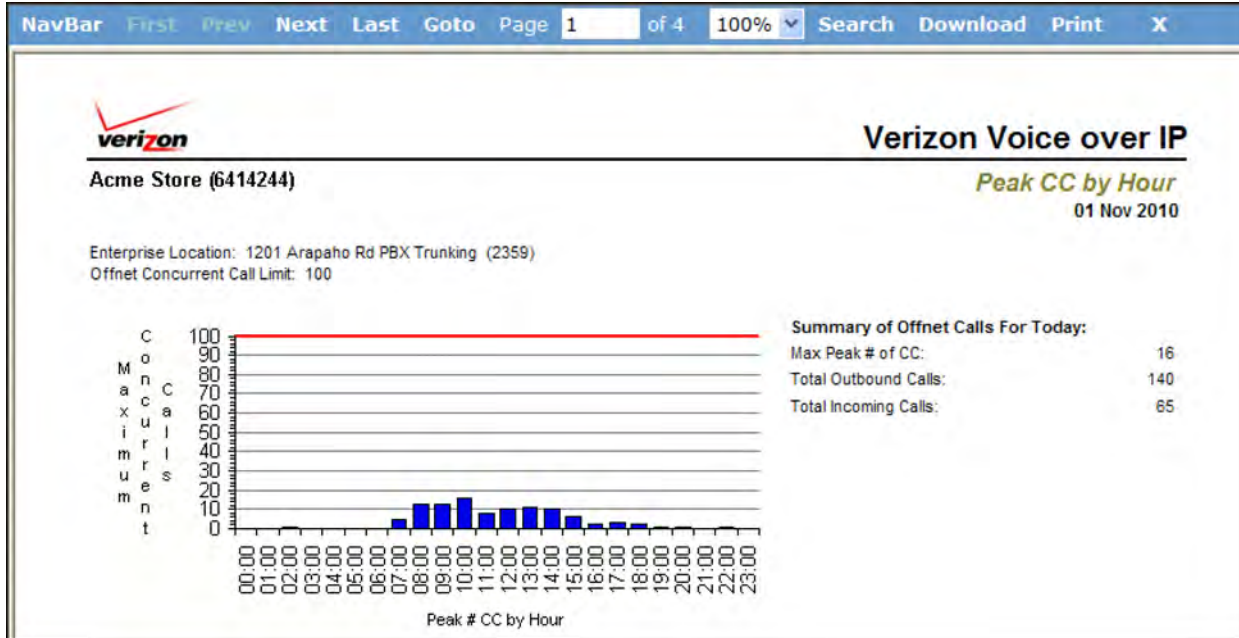 NavBar First Prev Next Last Goto Page 1 of 4 100% Search Download Print X
verizon
Verizon Voice over IP
Acme Store (6414244)
Peak CC by Hour
01 Nov 2010
Enterprise Location: 1201 Arapaho Rd PBX Trunking (2359)
Offnet Concurrent Call Limit: 100
Maximum
Concurrent
Calls
100
90
80
70
60
50
40
30
20
10
0
00:00 01:00 02:00 03:00 04:00 05:00 06:00 07:00 08:00 09:00 10:00 11:00 12:00 13:00 14:00 15:00 16:00 17:00 18:00 19:00 20:00 21:00 22:00 23:00
Peak # CC by Hour
Summary of Offnet Calls For Today:
Max Peak # of CC: 16
Total Outbound Calls: 140
Total Incoming Calls: 65